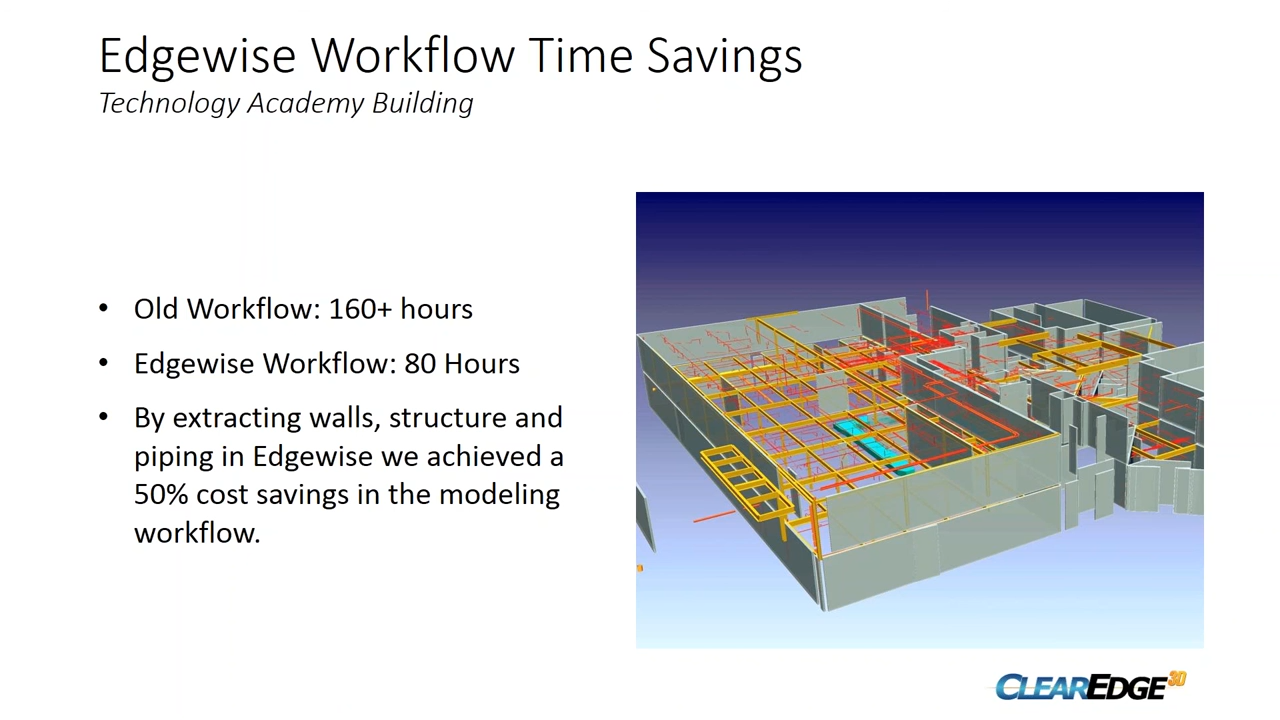 Edgewise Workflow Time Savings
Technology Academy Building
• Old Workflow: 160+ hours
• Edgewise Workflow: 80 Hours
• By extracting walls, structure and
piping in Edgewise we achieved a
50% cost savings in the modeling
workflow.
CLEAREDGE3D